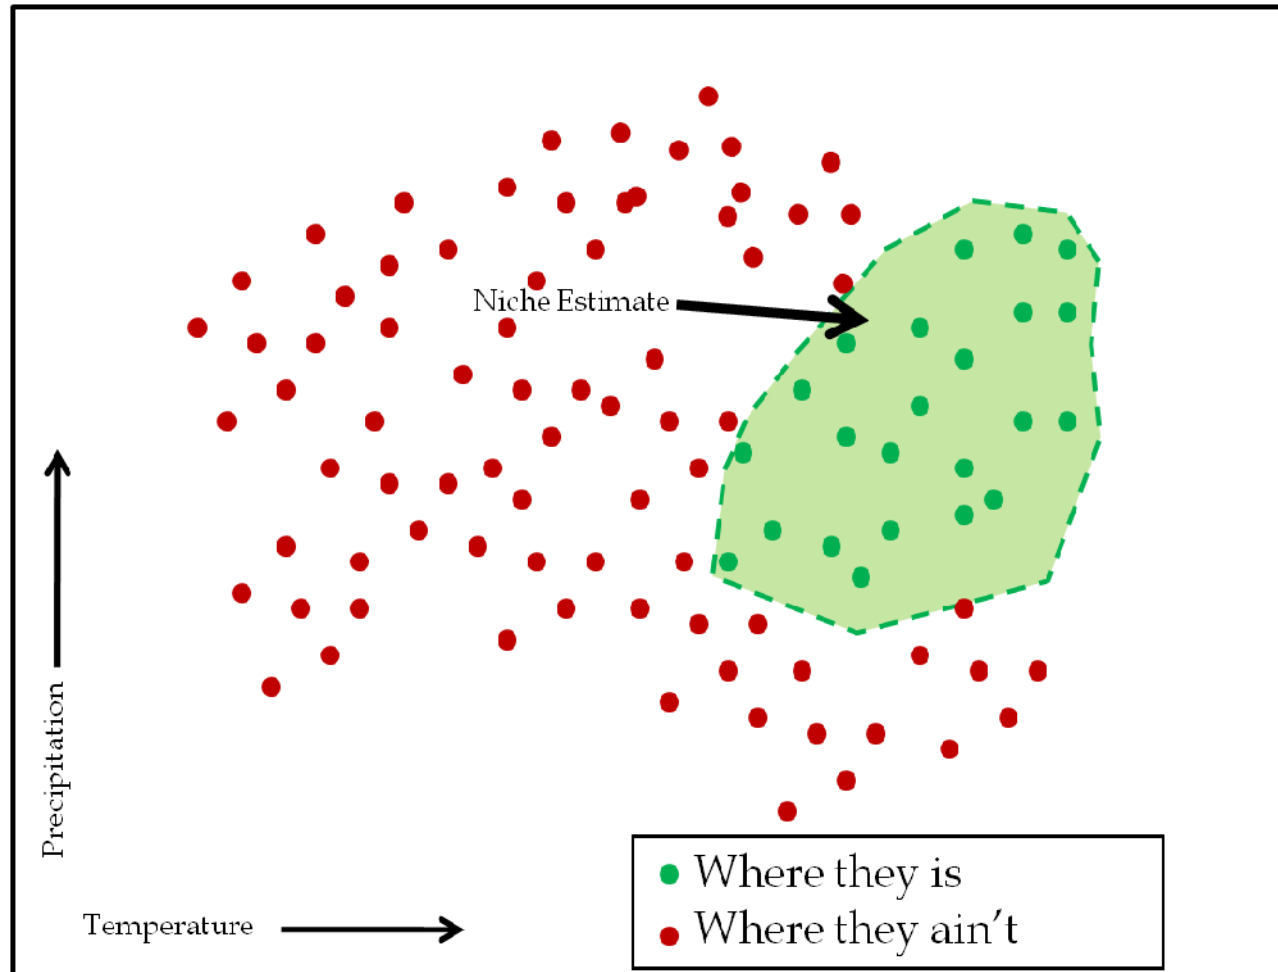 Niche Estimate
Precipitation
Temperature
Where they is
Where they ain't